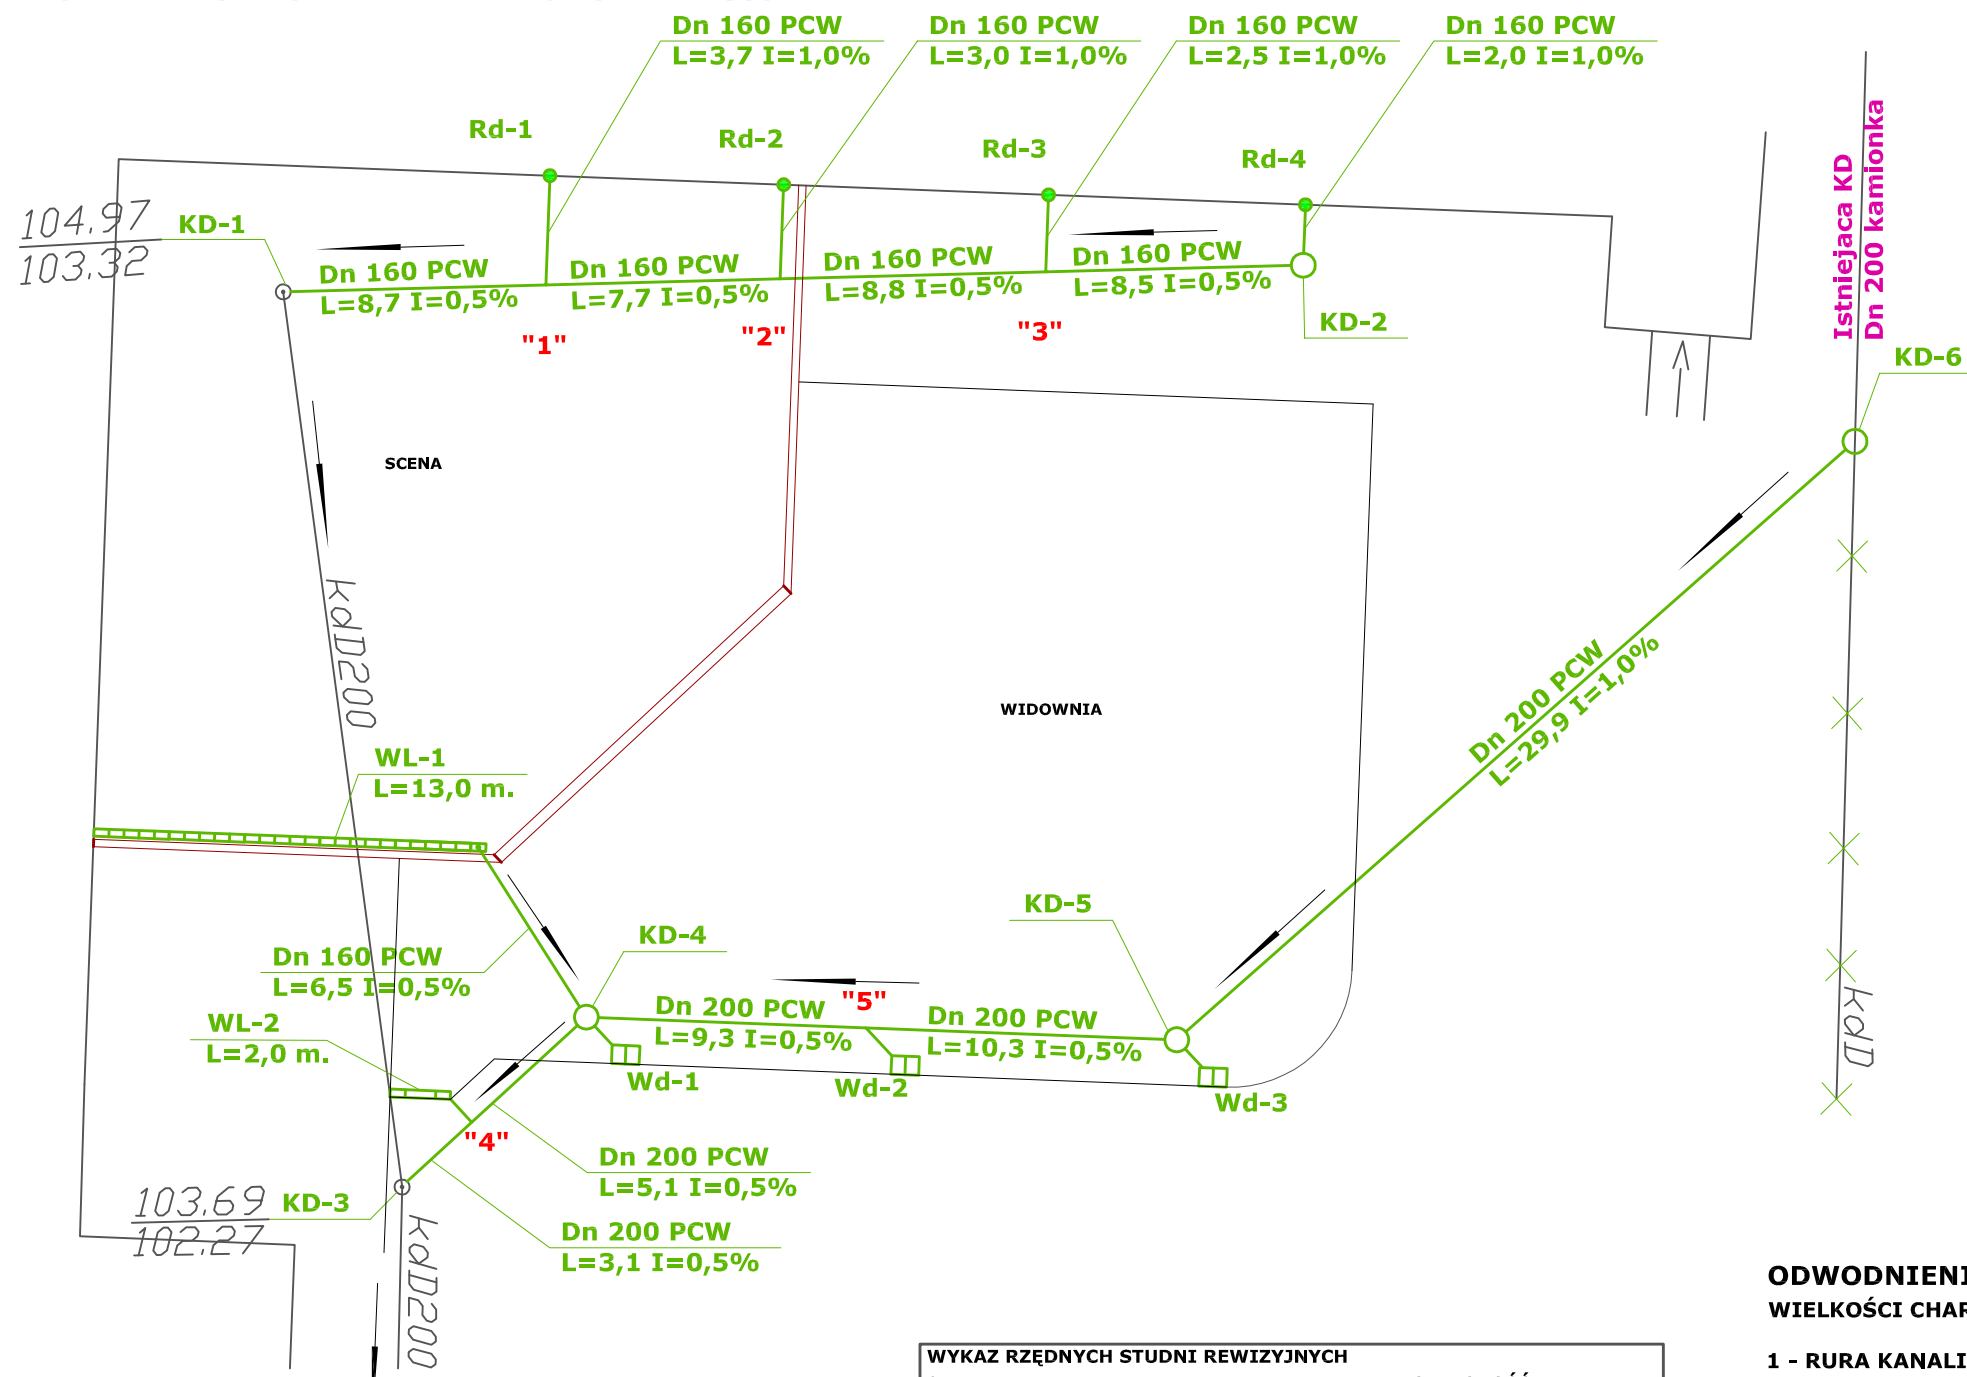 Dn 160 PCW
L=3,7 I=1,0%
Dn 160 PCW
L=3,0 I=1,0%
Dn 160 PCW
L=2,5 I=1,0%
Dn 160 PCW
L=2,0 I=1,0%
Rd-1
Rd-2
Rd-3
Rd-4
Istniejaca KD
Dn 200 kamionka
104.97
103.32
KD-1
Dn 160 PCW
L=8,7 I=0,5%
Dn 160 PCW
L=7,7 I=0,5%
Dn 160 PCW
L=8,8 I=0,5%
Dn 160 PCW
L=8,5 I=0,5%
"1"
"2"
"3"
KD-2
KD-6
SCENA
kdD200
WIDOWNIA
Dn 200 PCW
L=29,9 I=1,0%
WL-1
L=13,0 m.
KD-5
KD-4
Dn 160 PCW
L=6,5 I=0,5%
"5"
Dn 200 PCW
L=9,3 I=0,5%
Dn 200 PCW
L=10,3 I=0,5%
kdD
WL-2
L=2,0 m.
Wd-1
Wd-2
Wd-3
"4"
Dn 200 PCW
L=5,1 I=0,5%
103.69
102.27
KD-3
Dn 200 PCW
L=3,1 I=0,5%
kdD200
ODWODNIENI
WIELKOŚCI CHAR
1 - RURA KANALI
WYKAZ RZĘDNYCH STUDNI REWIZYJNYCH